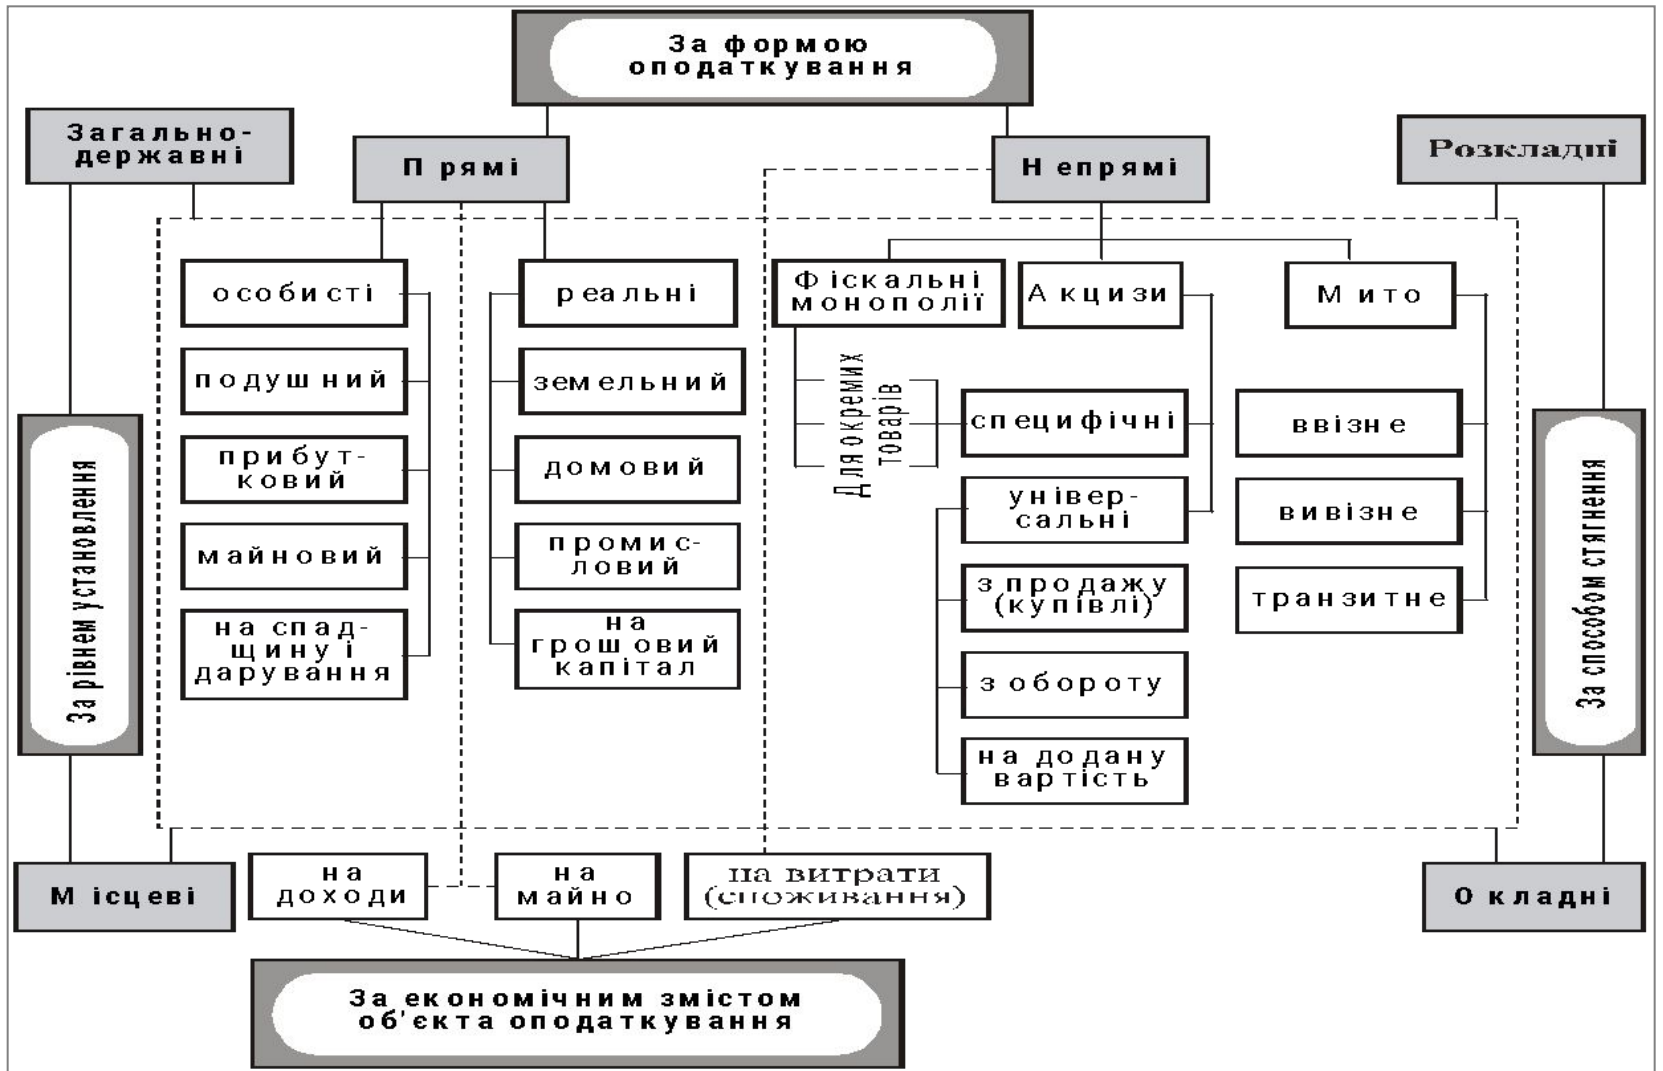 За формою
оподаткування
Загально-
державні
Прямі
Непрямі
Розкладні
особисті
подушний
прибут-
ковий
майновий
на спад-
щину і
дарування
реальні
земельний
домовий
промис-
ловий
на
грошовий
капітал
Фіскальні
монополії
Для окремих
товарів
Акцизи
специфічні
універ-
сальні
з продажу
(купівлі)
з обороту
на додану
вартість
Мито
ввізне
вивізне
транзитне
За рівнем установлення
За способом стягнення
Місцеві
на
доходи
на
майно
на витрати
(споживання)
Окладні
За економічним змістом
об'єкта оподаткування